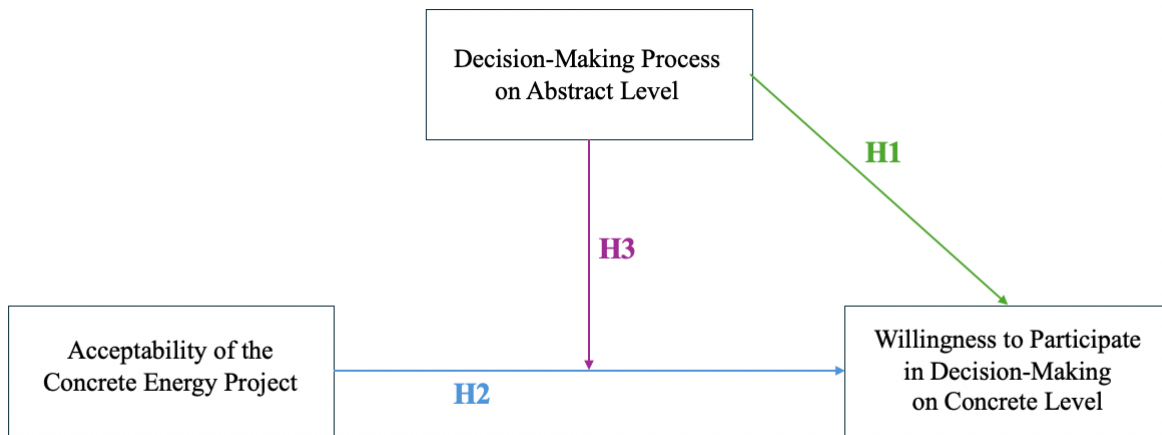 Decision-Making Process
on Abstract Level
H1
H3
Acceptability of the
Concrete Energy Project
H2
Willingness to Participate
in Decision-Making
on Concrete Level